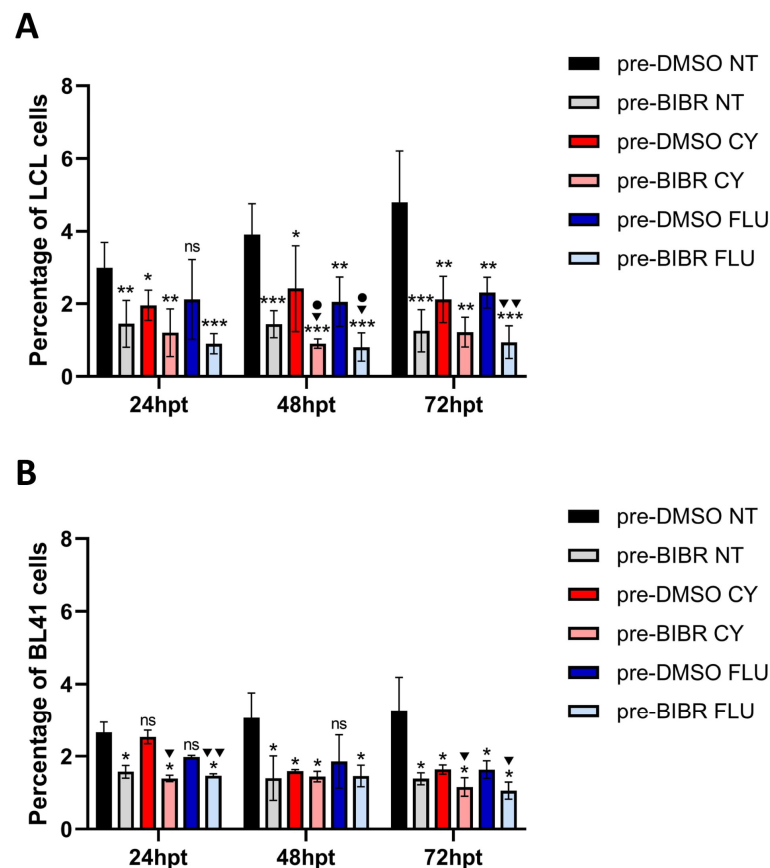 A
Percentage of LCL cells
8
6
4
2
0
** * ** ns ***
*** * ●▼*** ** ●▼***
*** ** ** ** ▼▼***
24hpt 48hpt 72hpt
pre-DMSO NT
pre-BIBR NT
pre-DMSO CY
pre-BIBR CY
pre-DMSO FLU
pre-BIBR FLU
B
Percentage of BL41 cells
8
6
4
2
0
* ns ▼* ns ▼▼*
* * * ns *
* * ▼* * ▼*
24hpt 48hpt 72hpt
pre-DMSO NT
pre-BIBR NT
pre-DMSO CY
pre-BIBR CY
pre-DMSO FLU
pre-BIBR FLU